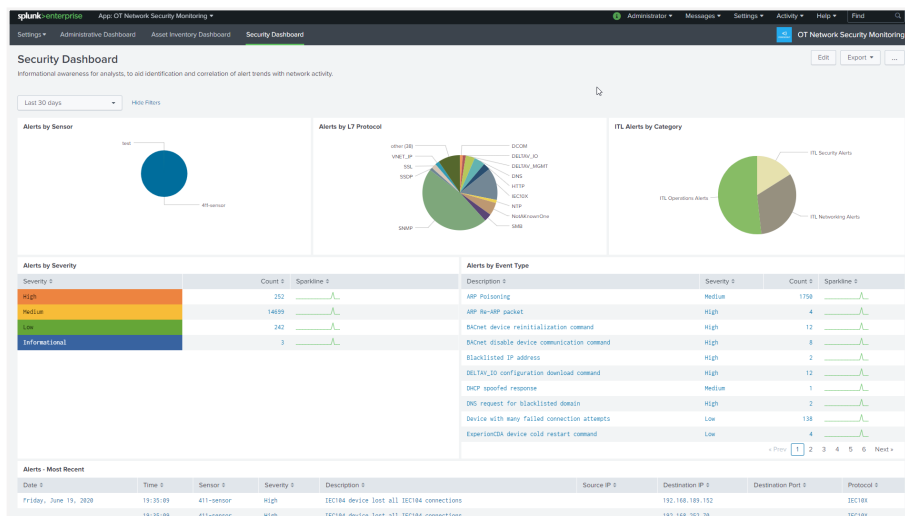 splunk>enterprise App: OT Network Security Monitoring Administrator Messages Settings Activity Help Find
Settings Administrative Dashboard Asset Inventory Dashboard Security Dashboard OT Network Security Monitoring
Security Dashboard Edit Export ...
Informational awareness for analysts, to aid identification and correlation of alert trends with network activity.
Last 30 days Hide Filters
Alerts by Sensor
test
411-sensor
Alerts by L7 Protocol
other (28)
VNET_IP
SSL
SSDP
SNMP
DCOM
DELTAV_IO
DELTAV_MGMT
DNS
HTTP
IEC10X
NTP
NotAKnownOne
SMB
ITL Alerts by Category
ITL Security Alerts
ITL Operations Alerts
ITL Networking Alerts
Alerts by Severity
Severity Count Sparkline
High 252
Medium 14699
Low 242
Informational 3
Alerts by Event Type
Description Severity Count Sparkline
ARP Poisoning Medium 1750
ARP Re-ARP packet High 4
BACnet device reinitialization command High 12
BACnet disable device communication command High 8
Blacklisted IP address High 2
DELTAV_IO configuration download command High 12
DHCP spoofed response Medium 1
DNS request for blacklisted domain High 2
Device with many failed connection attempts Low 138
ExperionCDA device cold restart command Low 4
« Prev 1 2 3 4 5 6 Next »
Alerts - Most Recent
Date Time Sensor Severity Description Source IP Destination IP Destination Port Protocol
Friday, June 19, 2020 19:35:09 411-sensor High IEC104 device lost all IEC104 connections 192.168.189.152 IEC10X